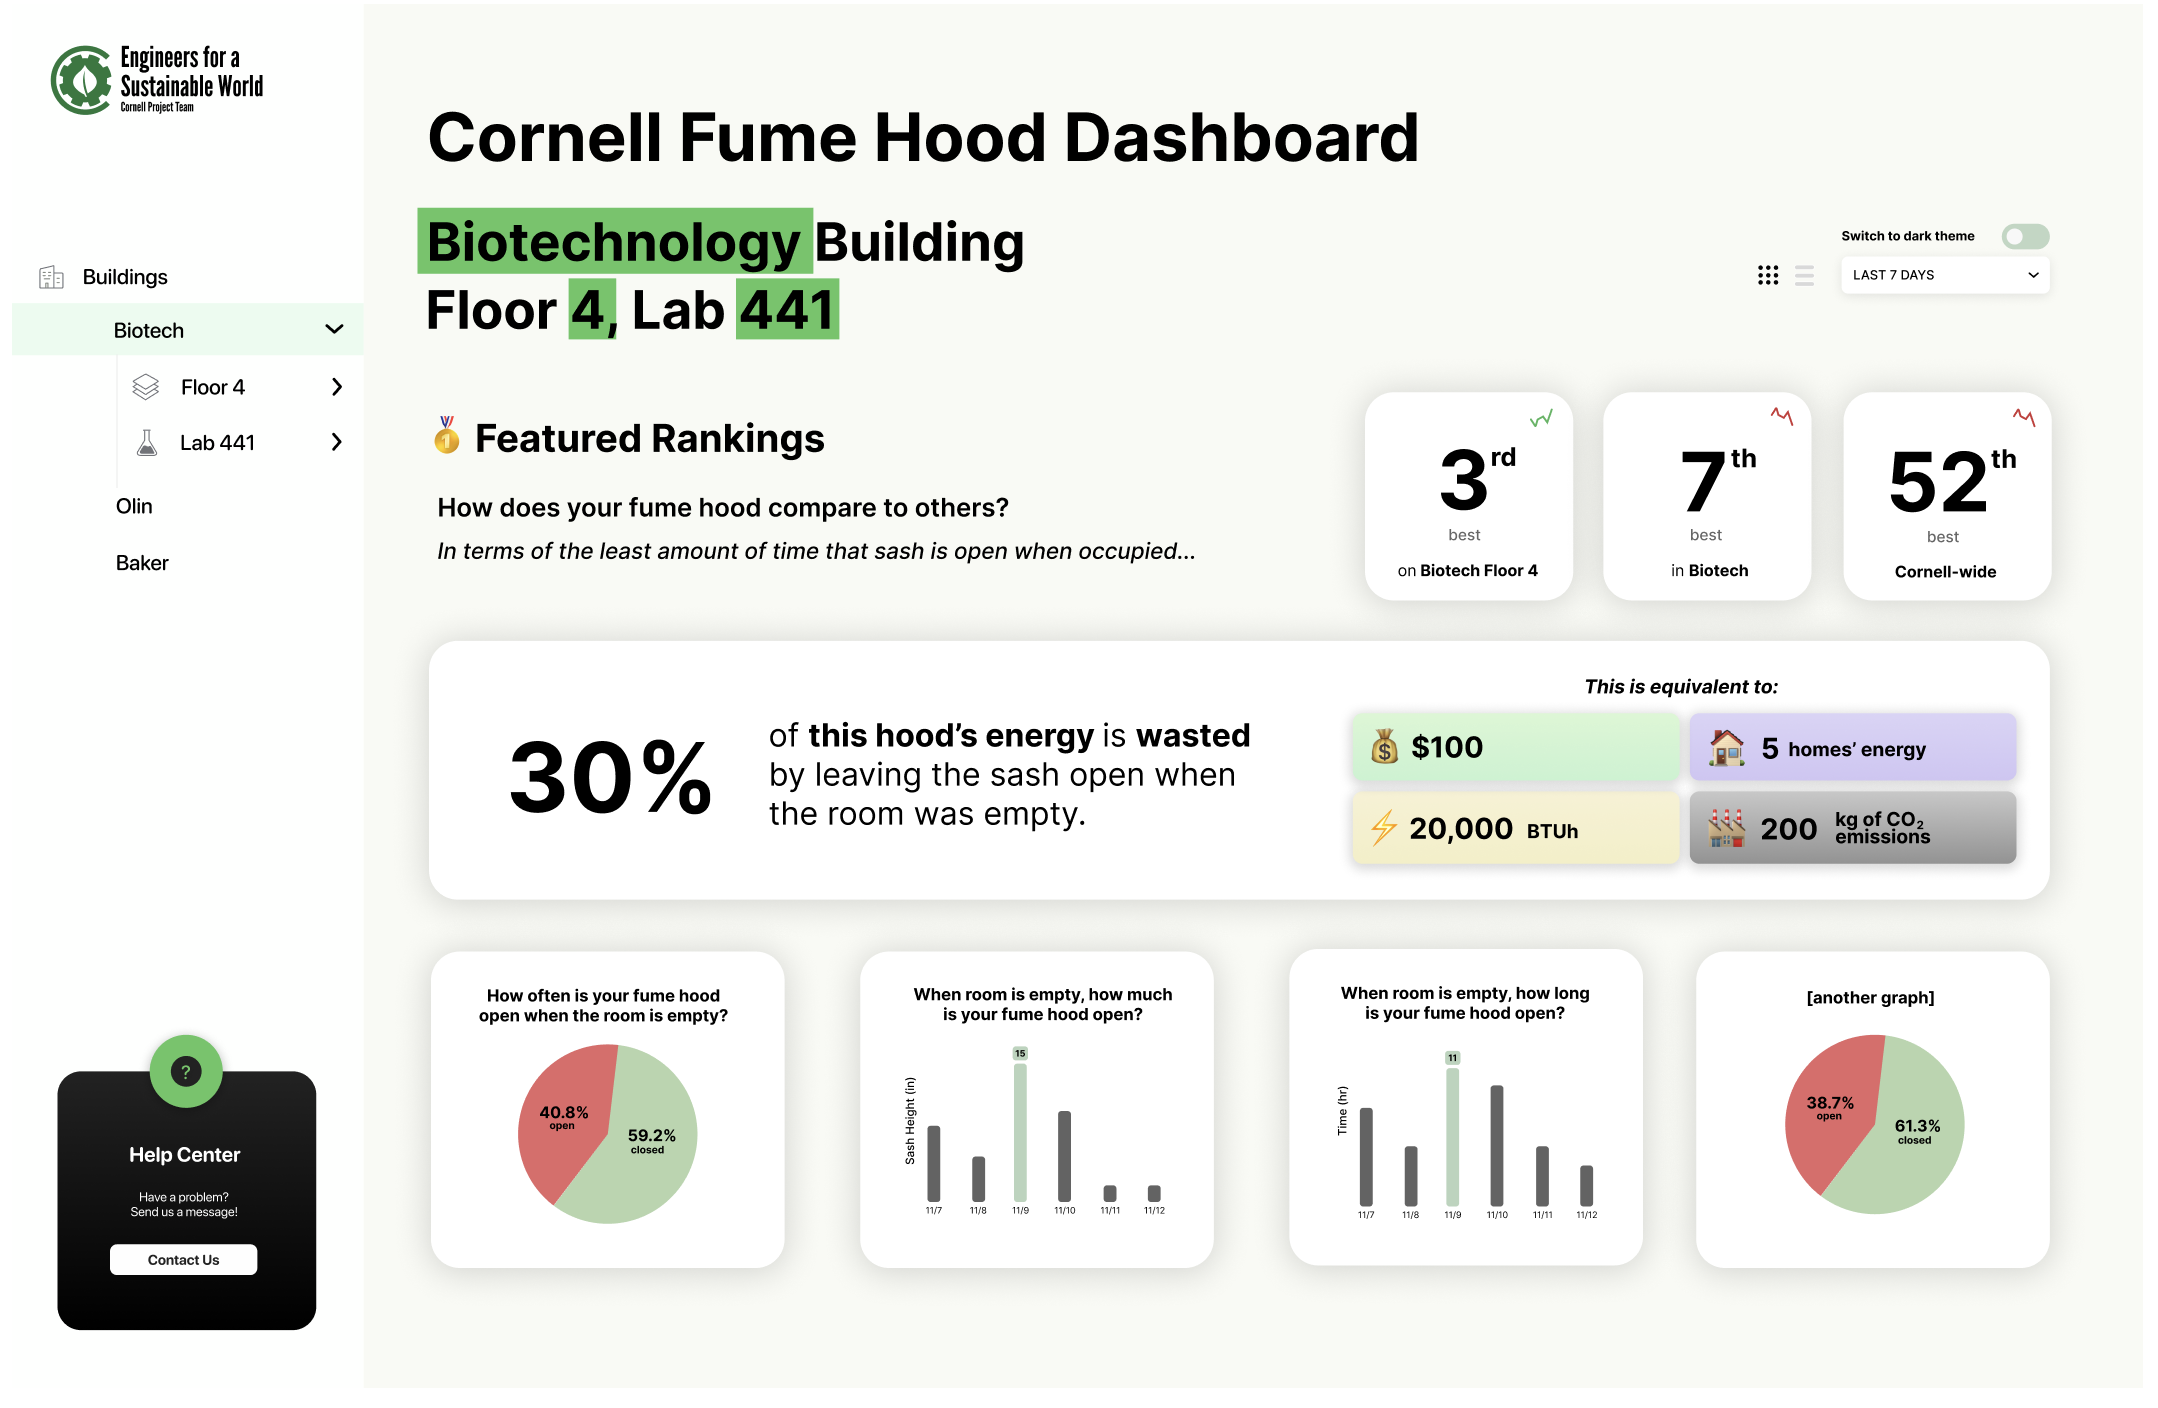 Engineers for a
Sustainable World
Cornell Project Team
Buildings
Biotech
Floor 4
Lab 441
Olin
Baker
?
Help Center
Have a problem?
Send us a message!
Contact Us
Cornell Fume Hood Dashboard
Biotechnology Building
Floor 4, Lab 441
Switch to dark theme
LAST 7 DAYS
1
Featured Rankings
How does your fume hood compare to others?
In terms of the least amount of time that sash is open when occupied...
3rd
best
on Biotech Floor 4
7th
best
in Biotech
52th
best
Cornell-wide
30%
of this hood’s energy is wasted
by leaving the sash open when
the room was empty.
This is equivalent to:
$
$100
5 homes’ energy
20,000 BTUh
200 kg of CO₂
emissions
How often is your fume hood
open when the room is empty?
40.8%
open
59.2%
closed
When room is empty, how much
is your fume hood open?
Sash Height (in)
15
11/7 11/8 11/9 11/10 11/11 11/12
When room is empty, how long
is your fume hood open?
Time (hr)
11
11/7 11/8 11/9 11/10 11/11 11/12
[another graph]
38.7%
open
61.3%
closed